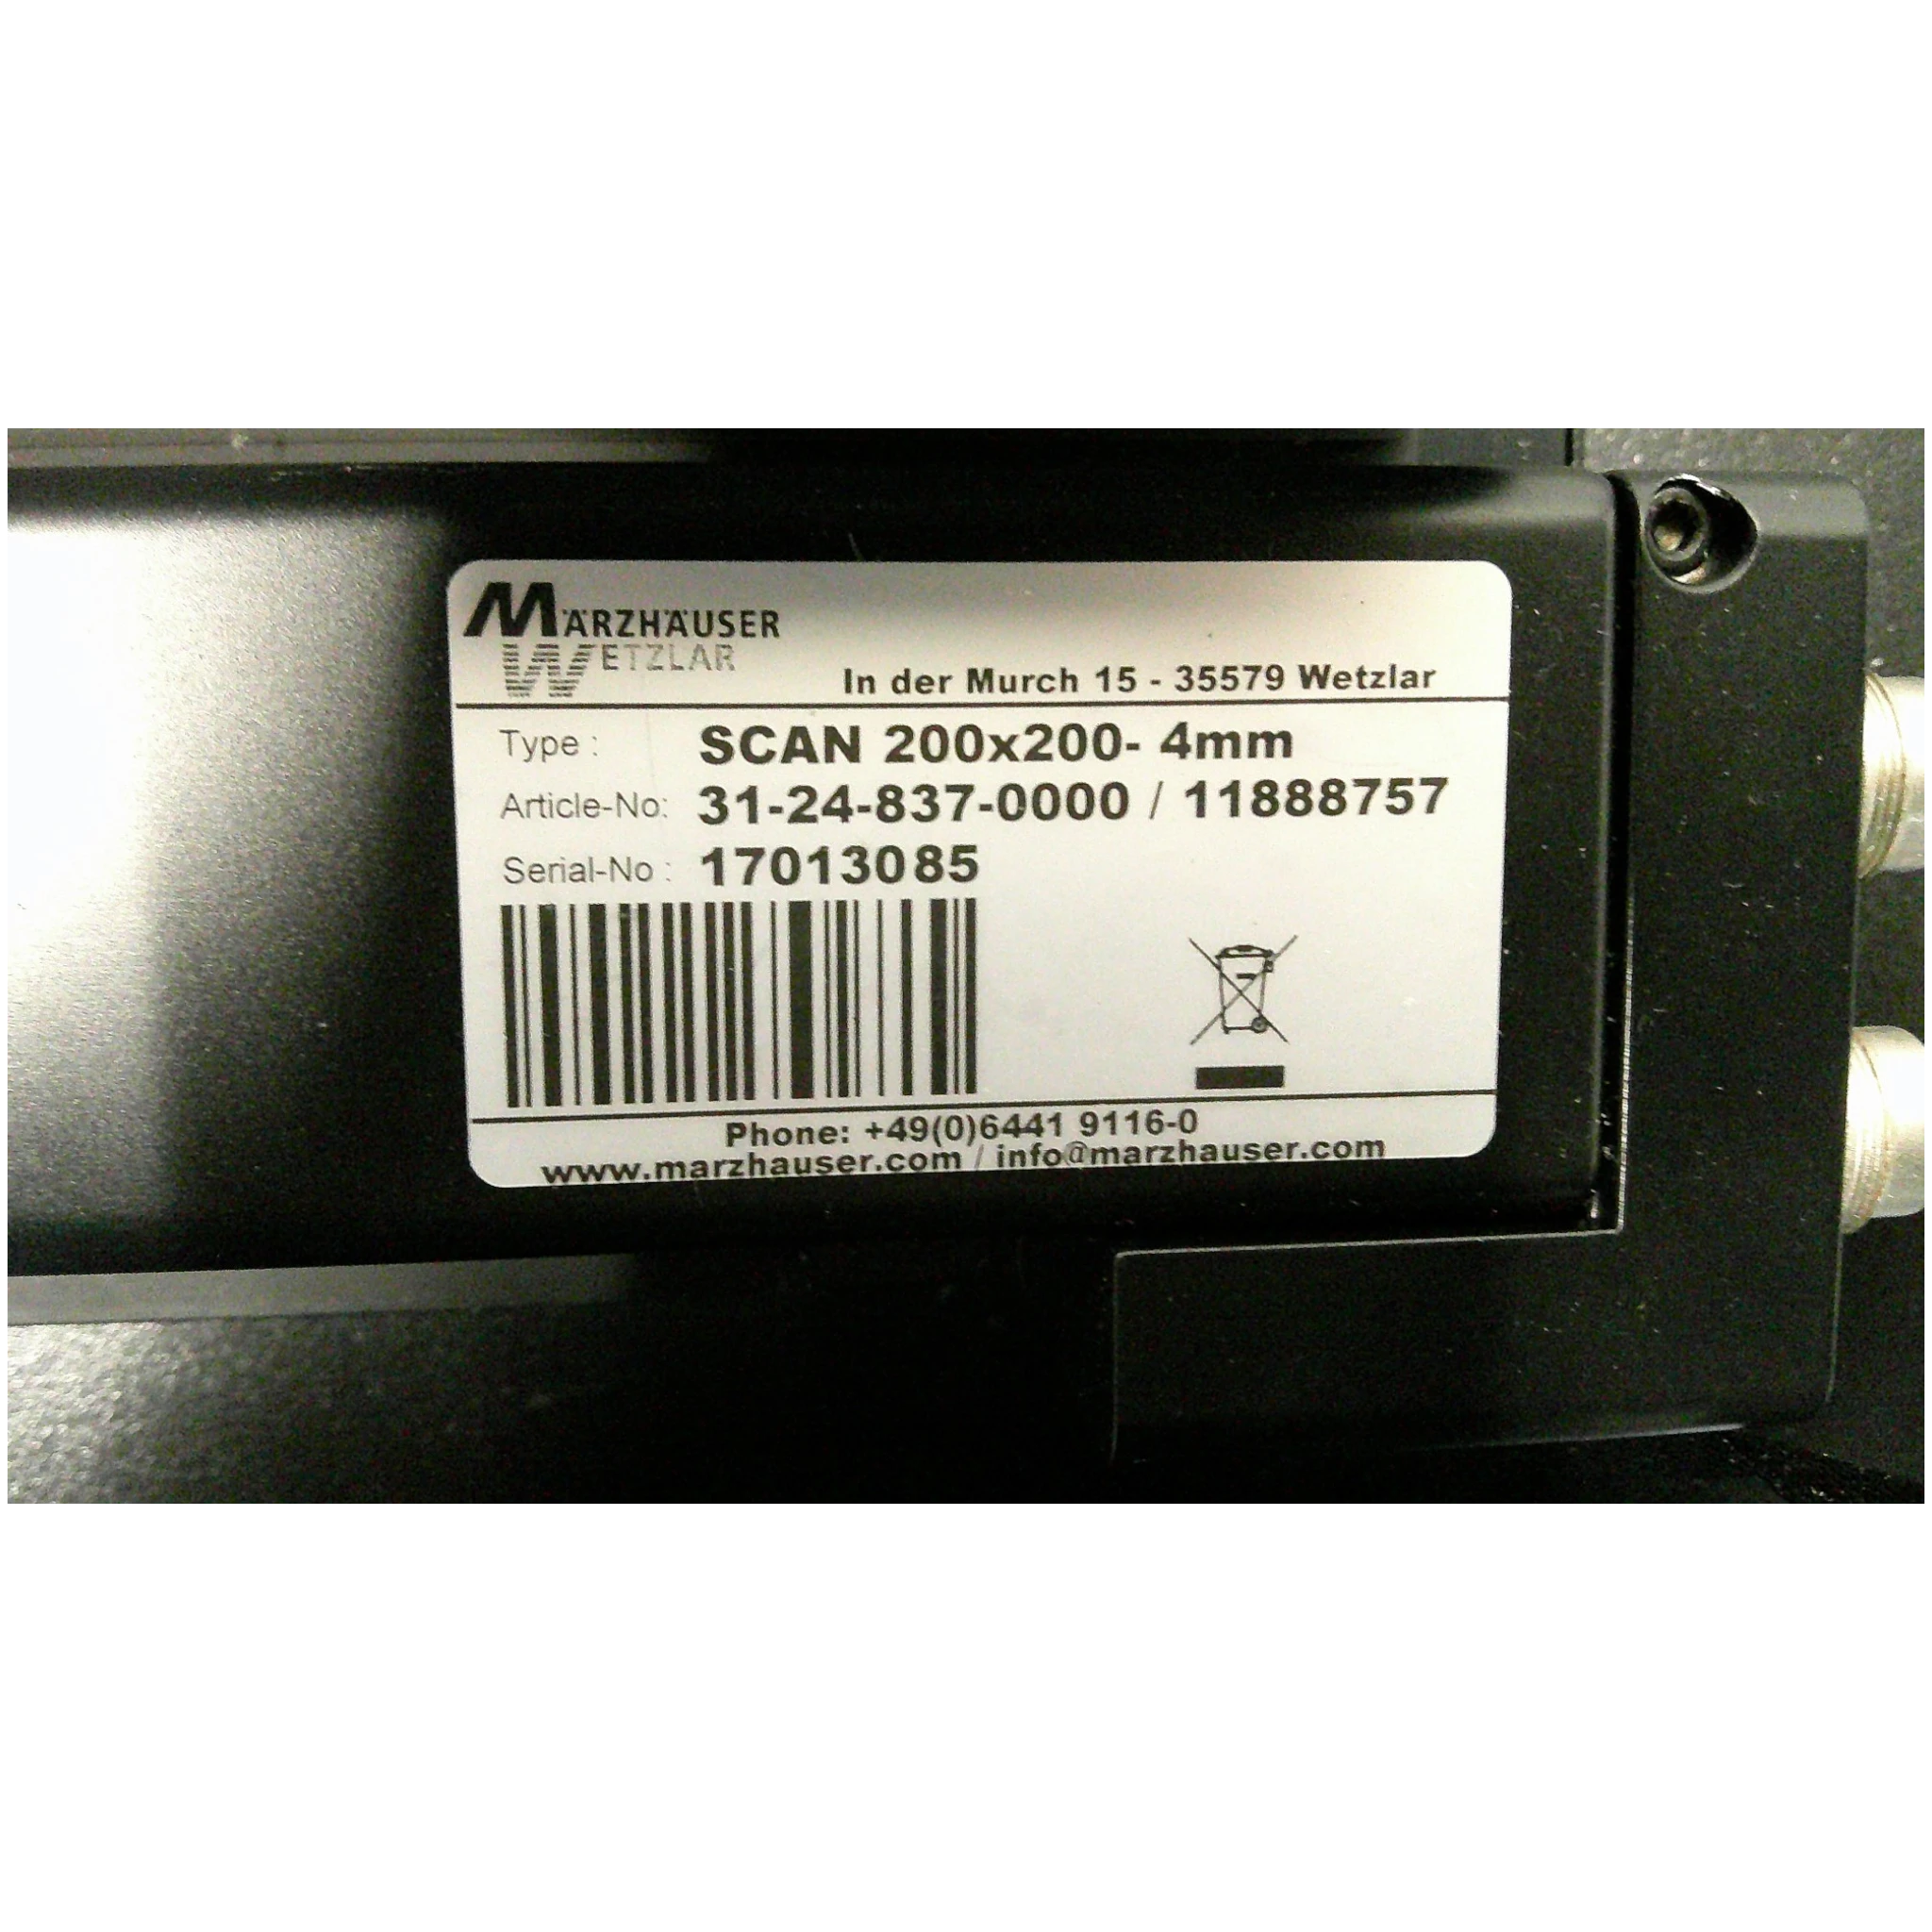 MÄRZHÄUSER
WETZLAR
In der Murch 15 - 35579 Wetzlar
Type : SCAN 200x200- 4mm
Article-No: 31-24-837-0000 / 11888757
Serial-No : 17013085
Phone: +49(0)6441 9116-0
www.marzhauser.com / info@marzhauser.com